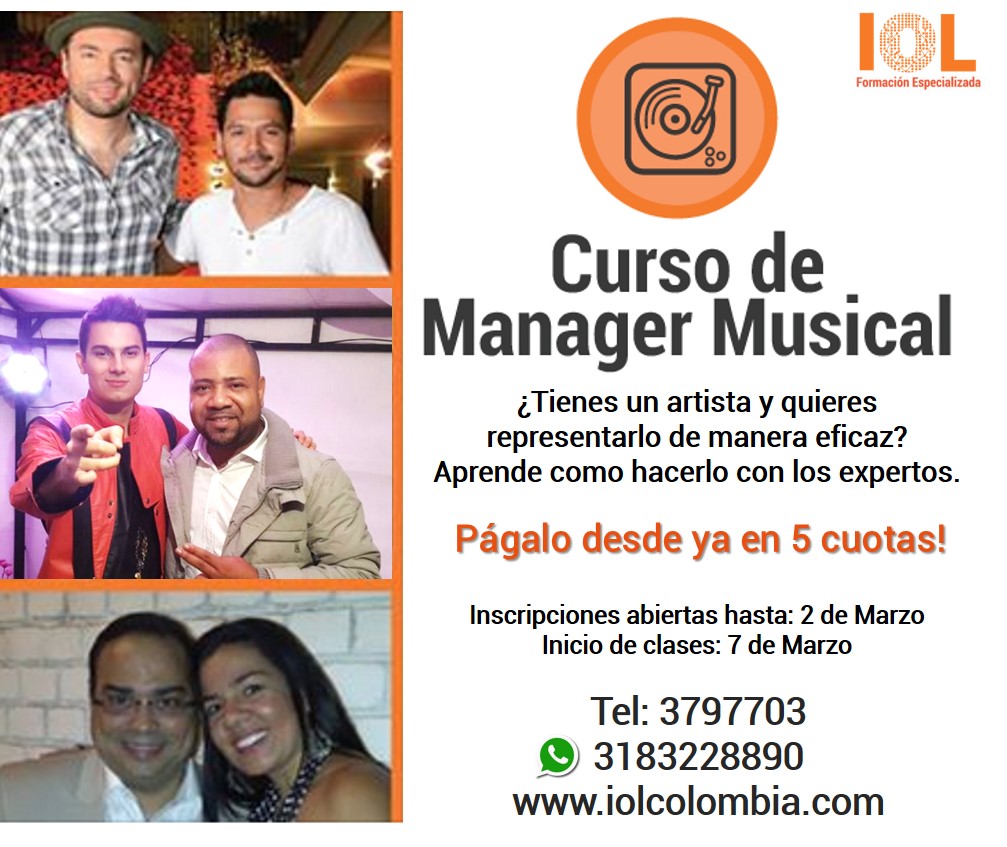 IOL
Formación Especializada
Curso de
Manager Musical
¿Tienes un artista y quieres
representarlo de manera eficaz?
Aprende como hacerlo con los expertos.
Págalo desde ya en 5 cuotas!
Inscripciones abiertas hasta: 2 de Marzo
Inicio de clases: 7 de Marzo
Tel: 3797703
3183228890
www.iolcolombia.com